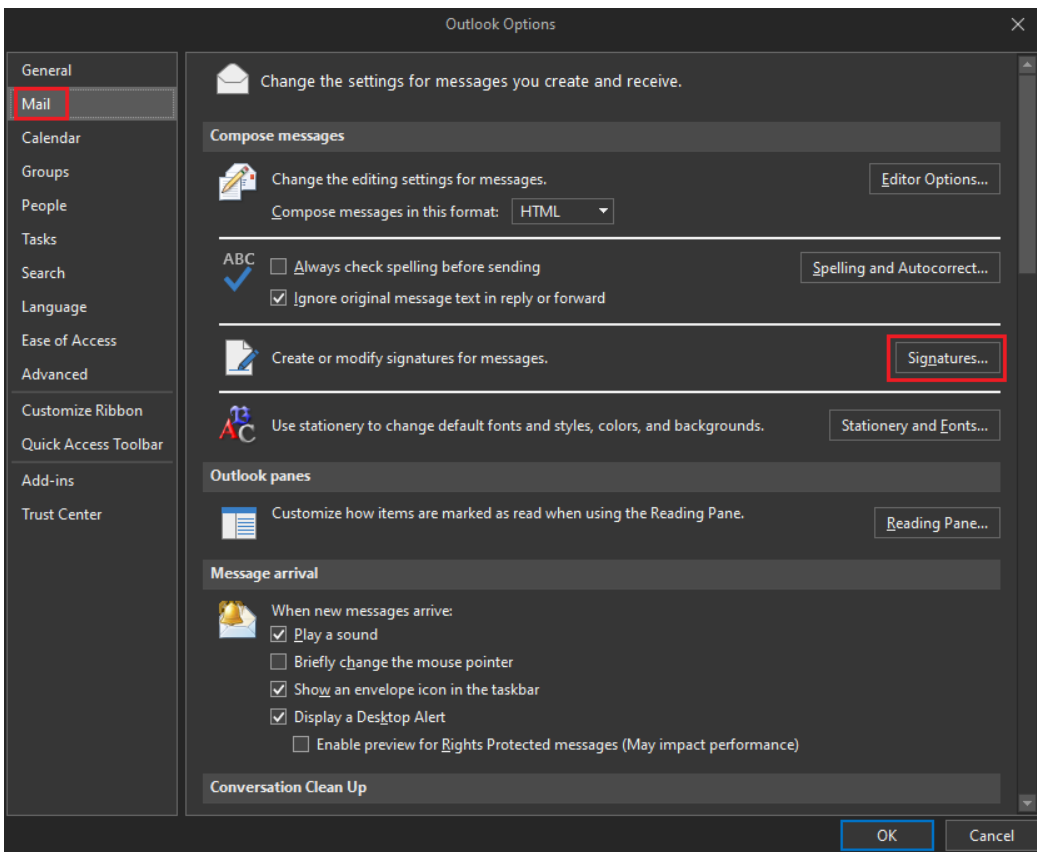 Outlook Options
General
Mail
Calendar
Groups
People
Tasks
Search
Language
Ease of Access
Advanced
Customize Ribbon
Quick Access Toolbar
Add-ins
Trust Center
Change the settings for messages you create and receive.
Compose messages
Change the editing settings for messages.
Editor Options...
Compose messages in this format: HTML
ABC
Always check spelling before sending
Spelling and Autocorrect...
Ignore original message text in reply or forward
Create or modify signatures for messages.
Signatures...
Use stationery to change default fonts and styles, colors, and backgrounds.
Stationery and Fonts...
Outlook panes
Customize how items are marked as read when using the Reading Pane.
Reading Pane...
Message arrival
When new messages arrive:
Play a sound
Briefly change the mouse pointer
Show an envelope icon in the taskbar
Display a Desktop Alert
Enable preview for Rights Protected messages (May impact performance)
Conversation Clean Up
OK
Cancel